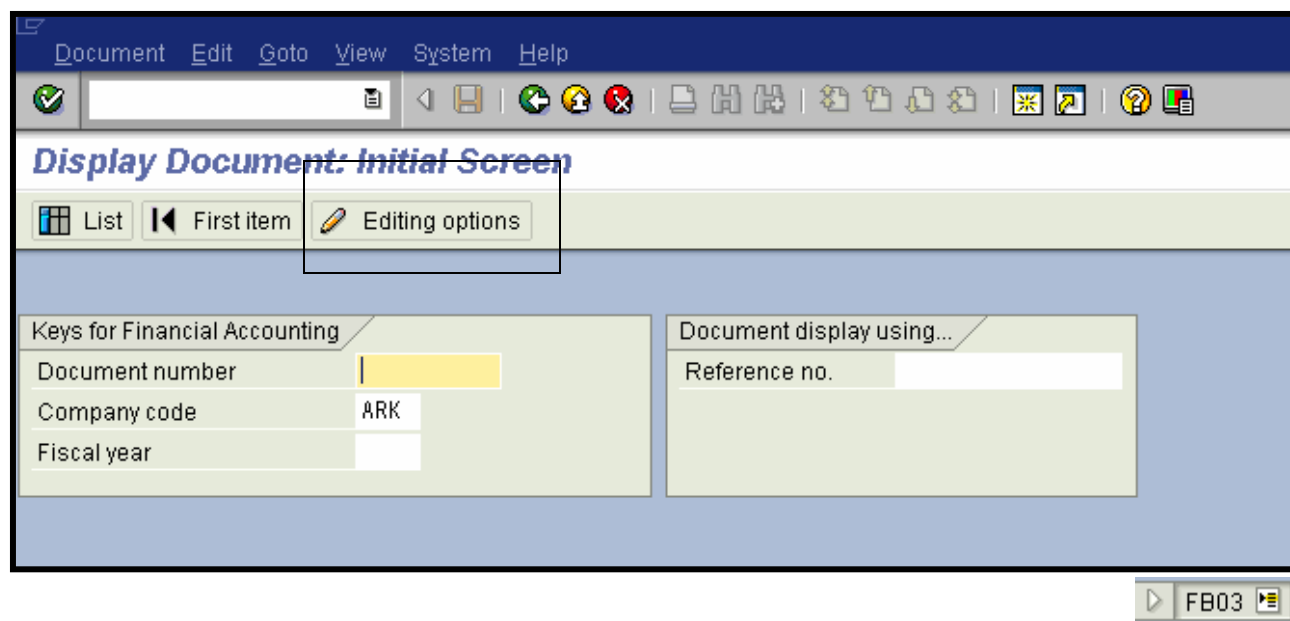 Document Edit Goto View System Help
Display Document: Initial Screen
List First item Editing options
Keys for Financial Accounting
Document number
Company code ARK
Fiscal year
Document display using...
Reference no.
FB03